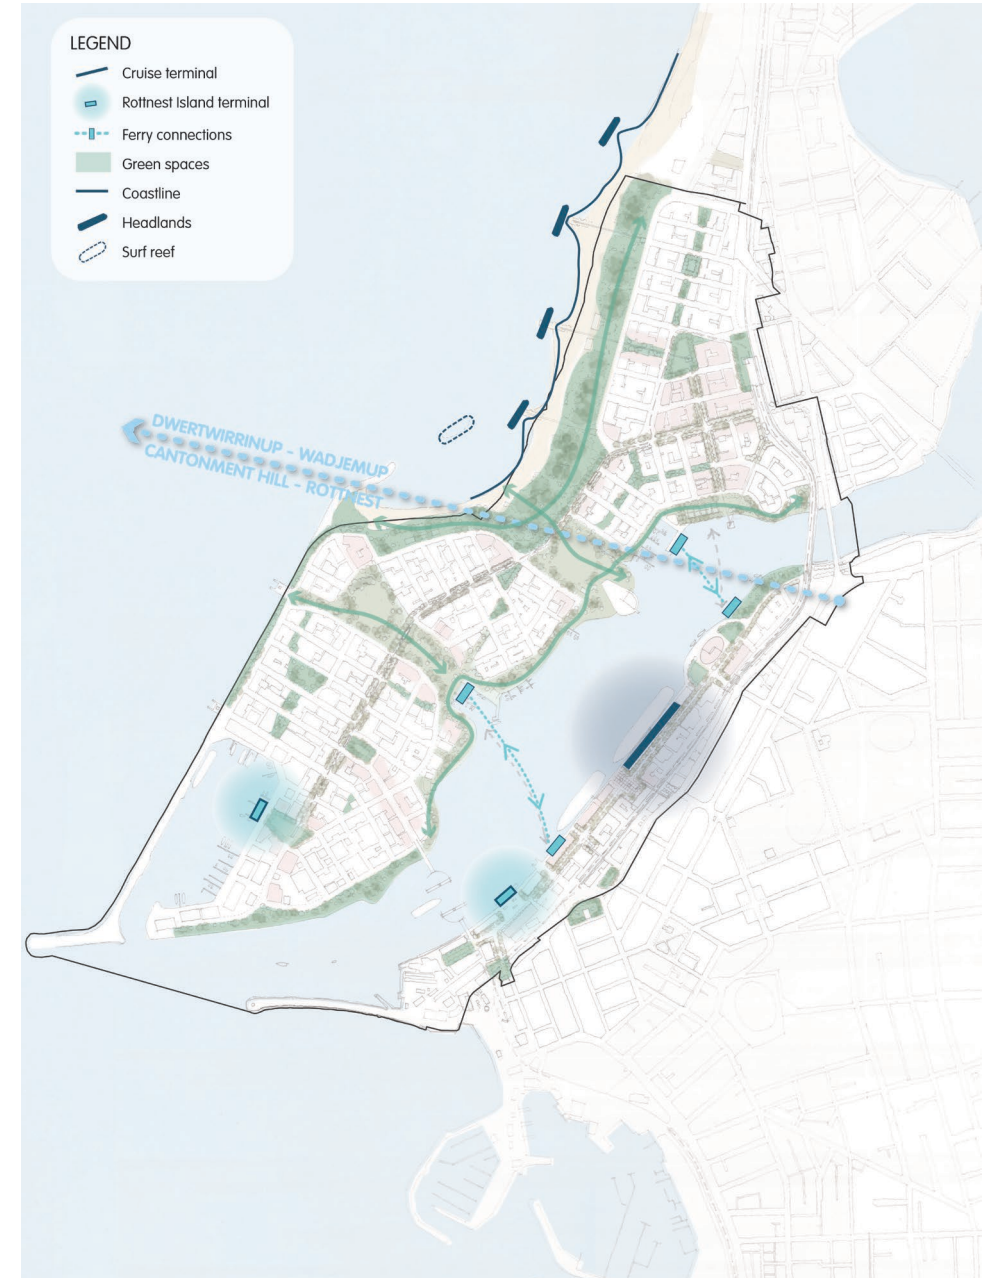 LEGEND
Cruise terminal
Rottnest Island terminal
Ferry connections
Green spaces
Coastline
Headlands
Surf reef
DWERTWIRRINUP - WADJEMUP
CANTONMENT HILL - ROTTNEST